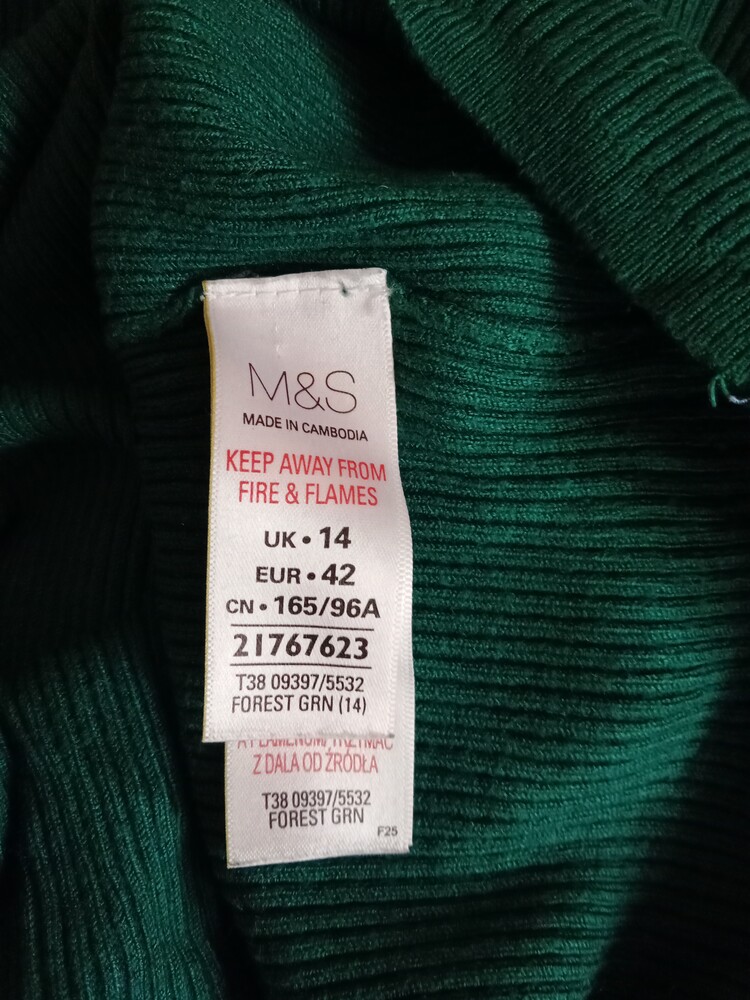 M&S
MADE IN CAMBODIA
KEEP AWAY FROM
FIRE & FLAMES
UK • 14
EUR • 42
CN • 165/96A
21767623
T38 09397/5532
FOREST GRN (14)
Z DALA OD ŹRÓDŁA
T38 09397/5532
FOREST GRN
F25